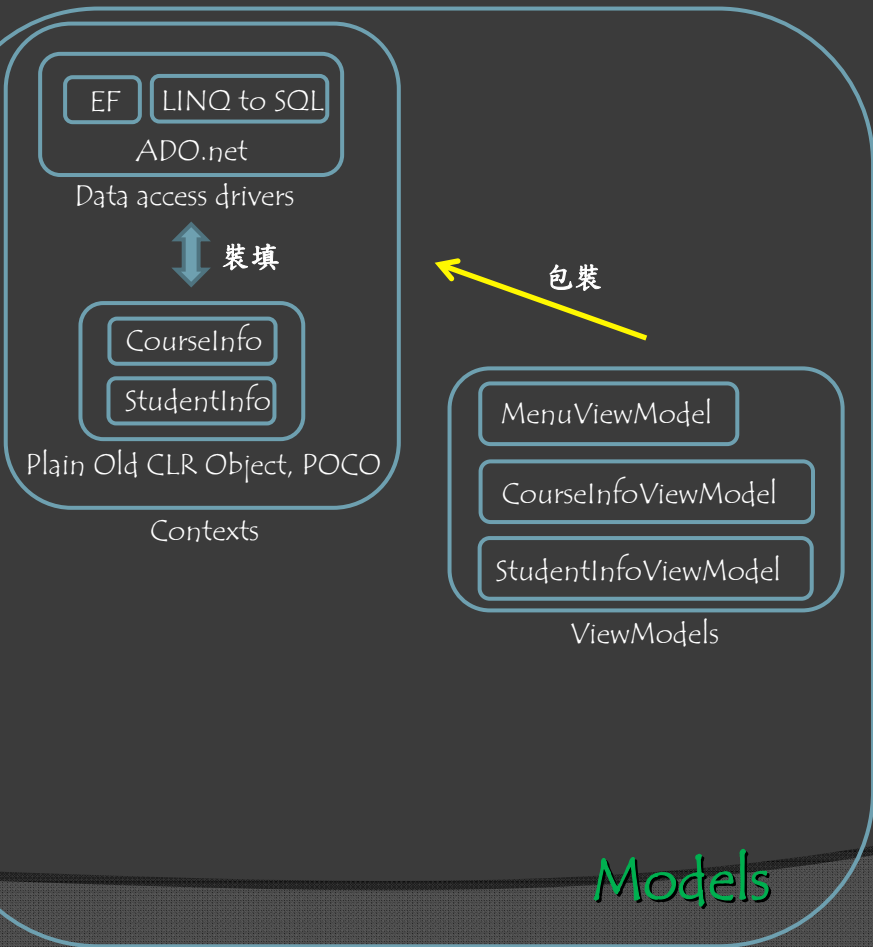 EF
LINQ to SQL
ADO.net
Data access drivers
裝填
CourseInfo
StudentInfo
Plain Old CLR Object, POCO
Contexts
包裝
MenuViewModel
CourseInfoViewModel
StudentInfoViewModel
ViewModels
Models